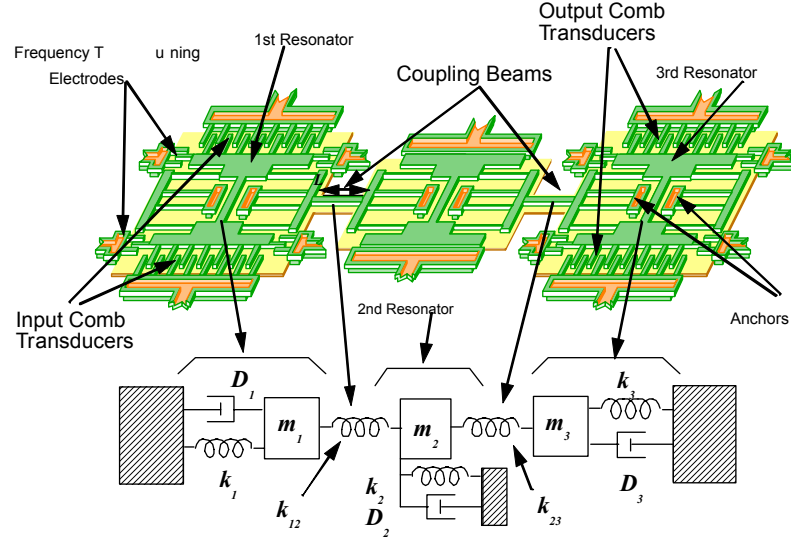 Output Comb
Transducers
Frequency T u ning
Electrodes
1st Resonator
Coupling Beams
3rd Resonator
L
Input Comb
Transducers
2nd Resonator
Anchors
D1
k3
m1
m2
m3
k1
k12
k2
D2
k23
D3